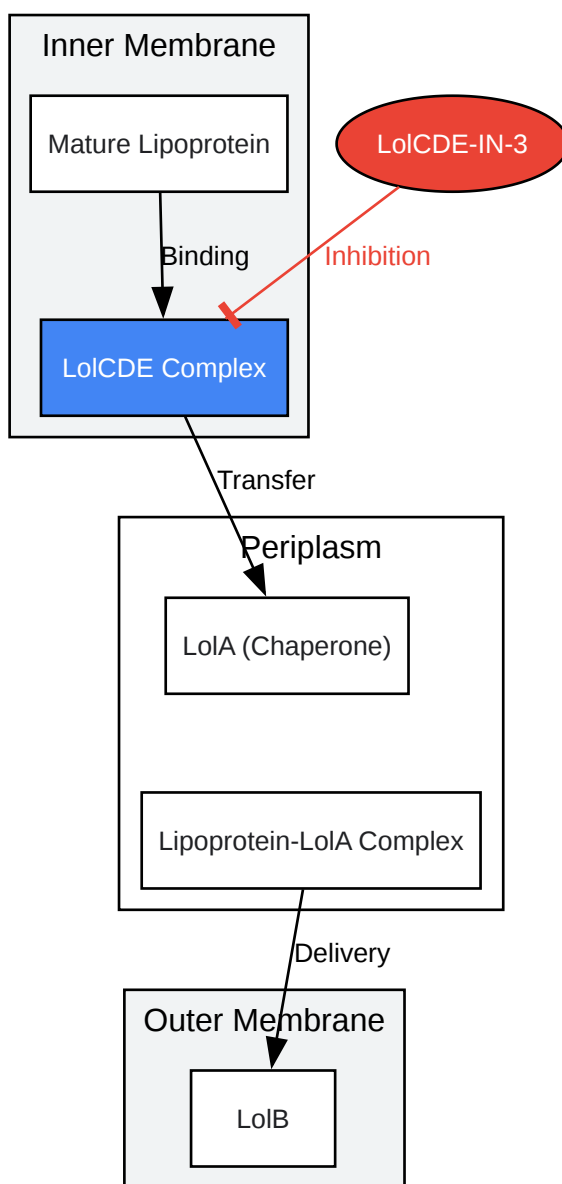 Inner Membrane
Mature Lipoprotein
LolCDE-IN-3
Binding
Inhibition
LolCDE Complex
Transfer
Periplasm
LolA (Chaperone)
Lipoprotein-LolA Complex
Delivery
Outer Membrane
LolB